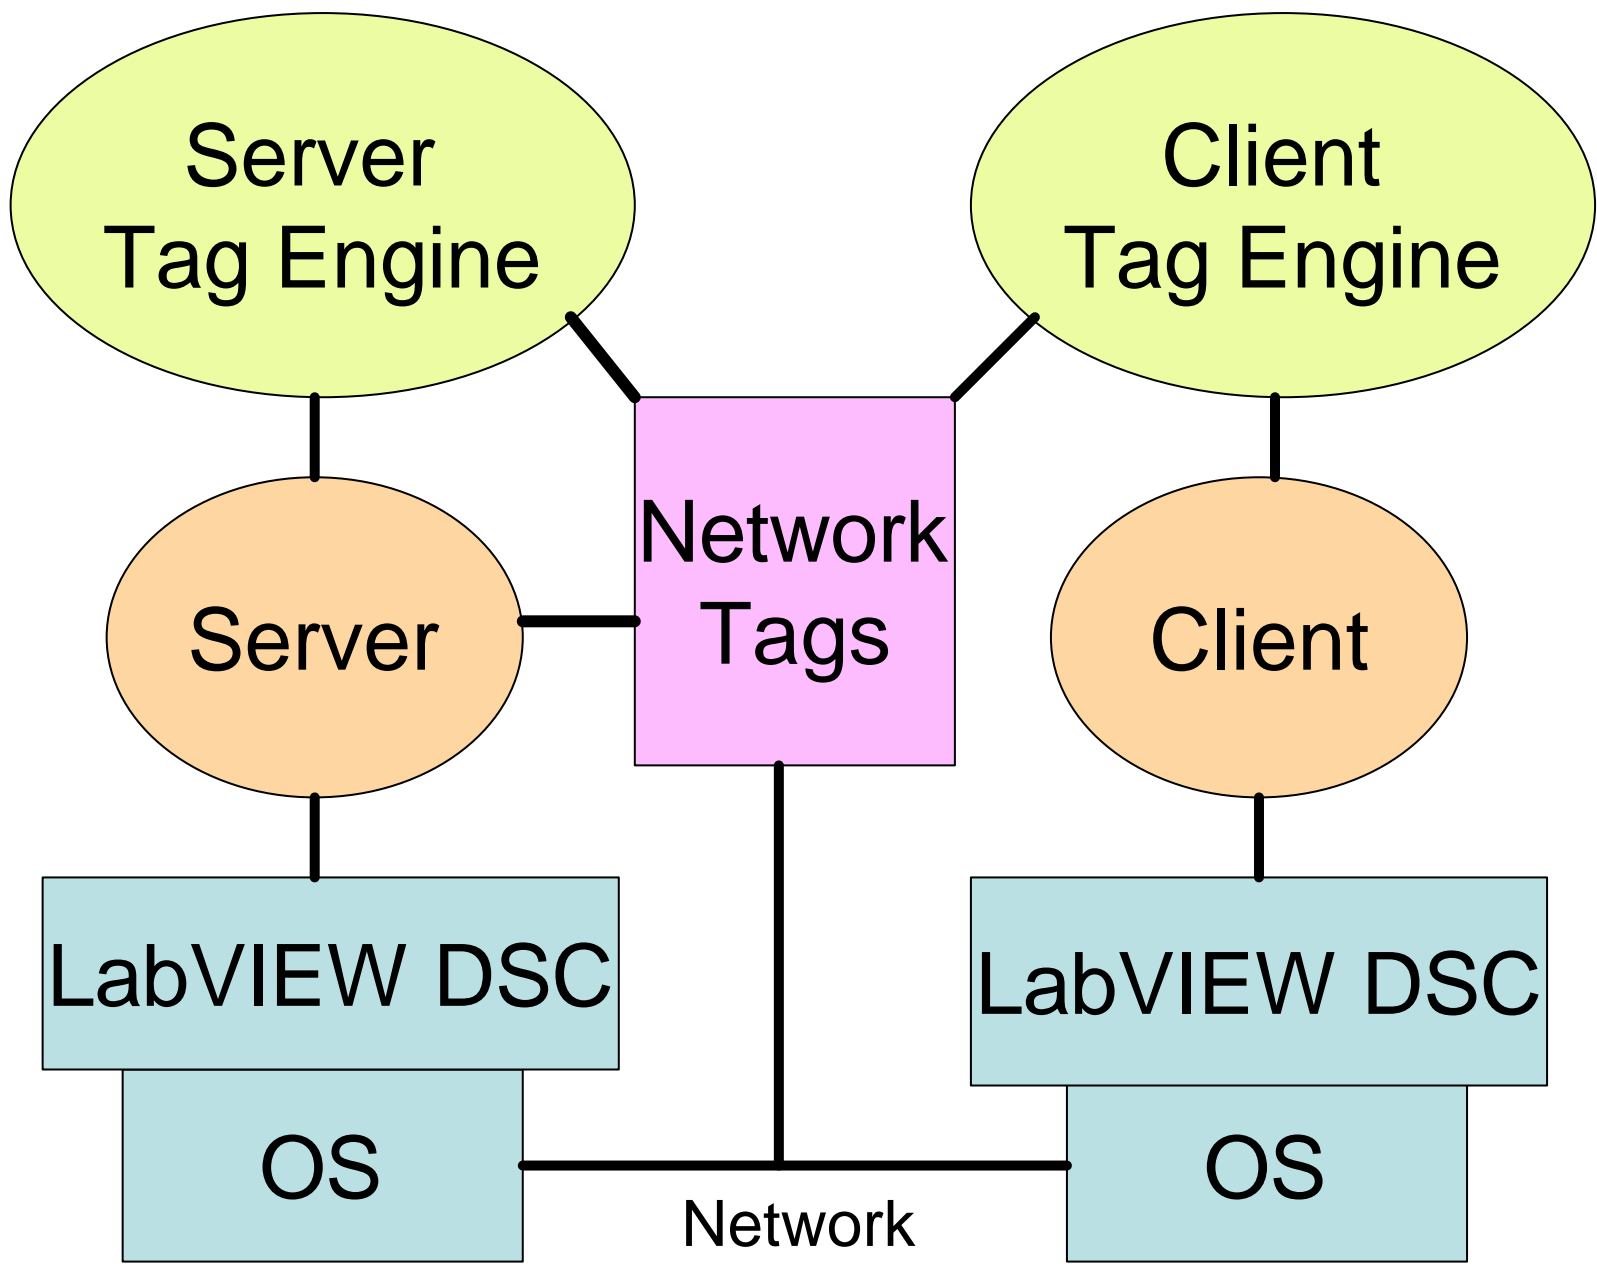 Server
Tag Engine
Client
Tag Engine
Network
Tags
Server
Client
LabVIEW DSC
LabVIEW DSC
OS
OS
Network